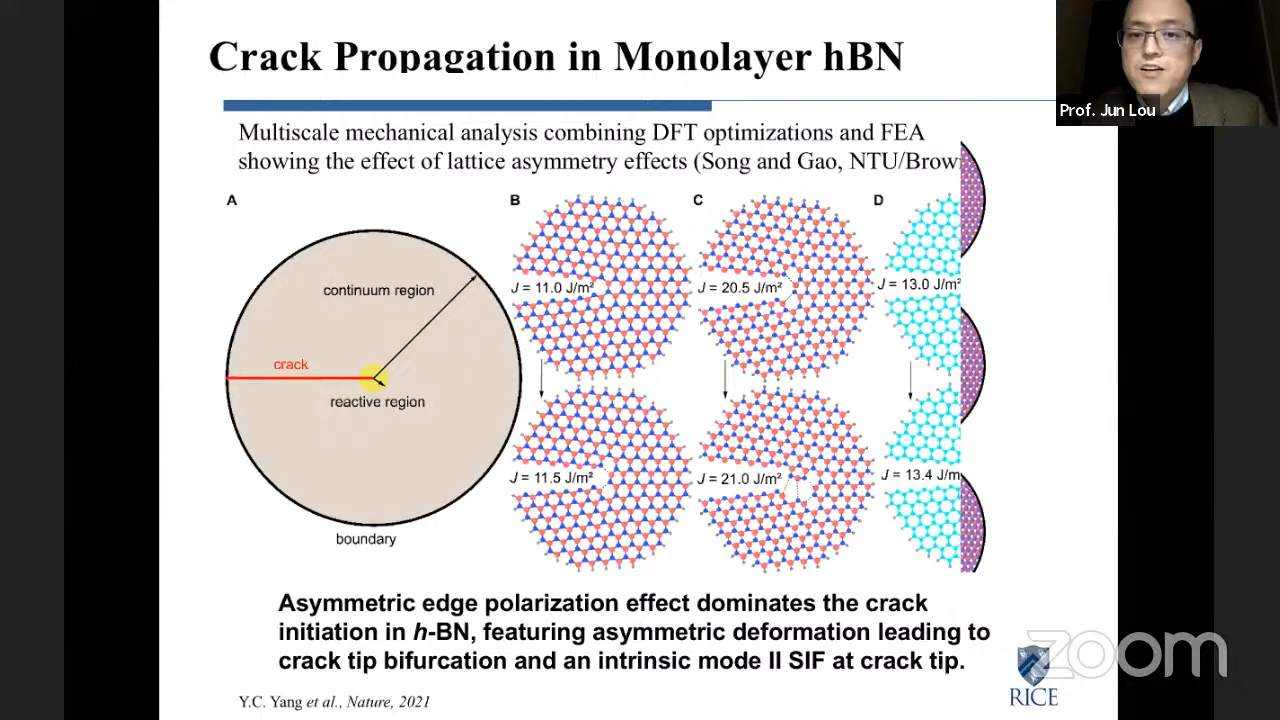 Crack Propagation in Monolayer hBN
Prof. Jun Lou
Multiscale mechanical analysis combining DFT optimizations and FEA
showing the effect of lattice asymmetry effects (Song and Gao, NTU/Brow
A
B
C
D
continuum region
crack
reactive region
boundary
J = 11.0 J/m²
J = 20.5 J/m²
J = 13.0 J/m²
J = 11.5 J/m²
J = 21.0 J/m²
J = 13.4 J/m
Asymmetric edge polarization effect dominates the crack
initiation in h-BN, featuring asymmetric deformation leading to
crack tip bifurcation and an intrinsic mode II SIF at crack tip.
zoom
RICE
Y.C. Yang et al., Nature, 2021